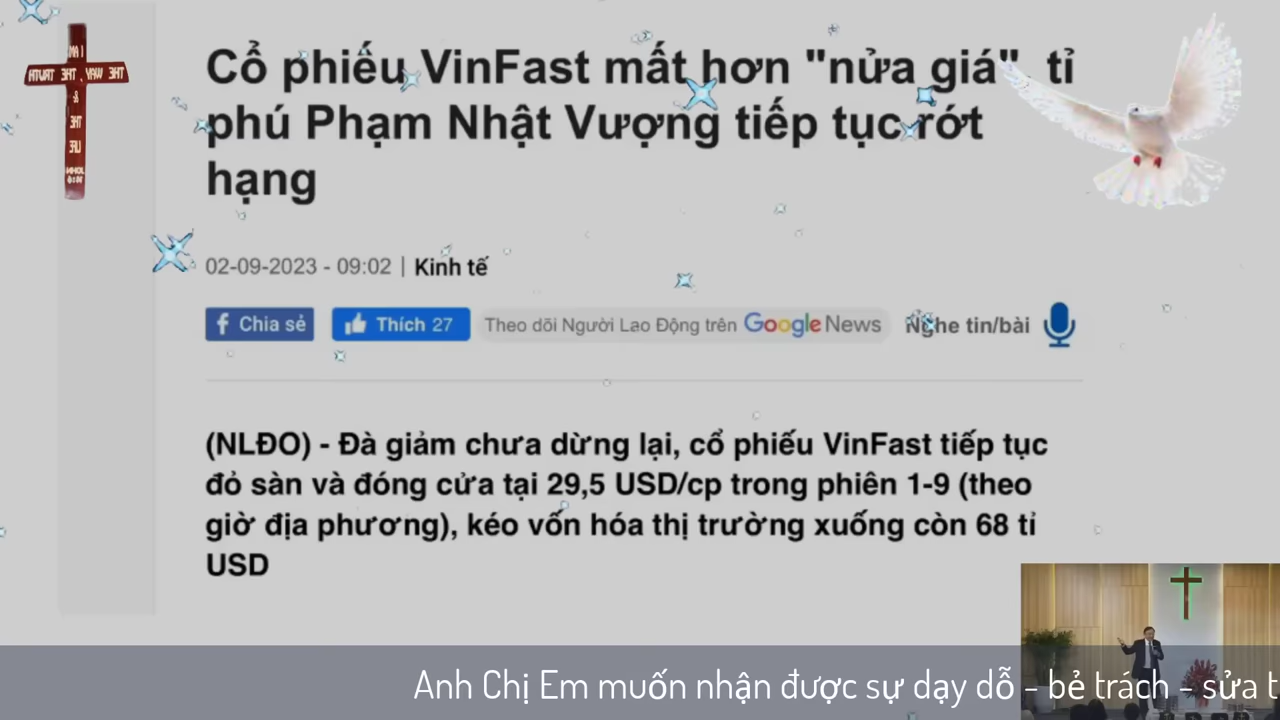 Cổ phiếu VinFast mất hơn "nửa giá", tỉ
phú Phạm Nhật Vượng tiếp tục rớt
hạng
02-09-2023 - 09:02 | Kinh tế
Chia sẻ
Thích 27
Theo dõi Người Lao Động trên Google News
Nghe tin/bài
(NLĐO) - Đà giảm chưa dừng lại, cổ phiếu VinFast tiếp tục
đỏ sàn và đóng cửa tại 29,5 USD/cp trong phiên 1-9 (theo
giờ địa phương), kéo vốn hóa thị trường xuống còn 68 tỉ
USD
Anh Chị Em muốn nhận được sự dạy dỗ - bẻ trách - sửa t